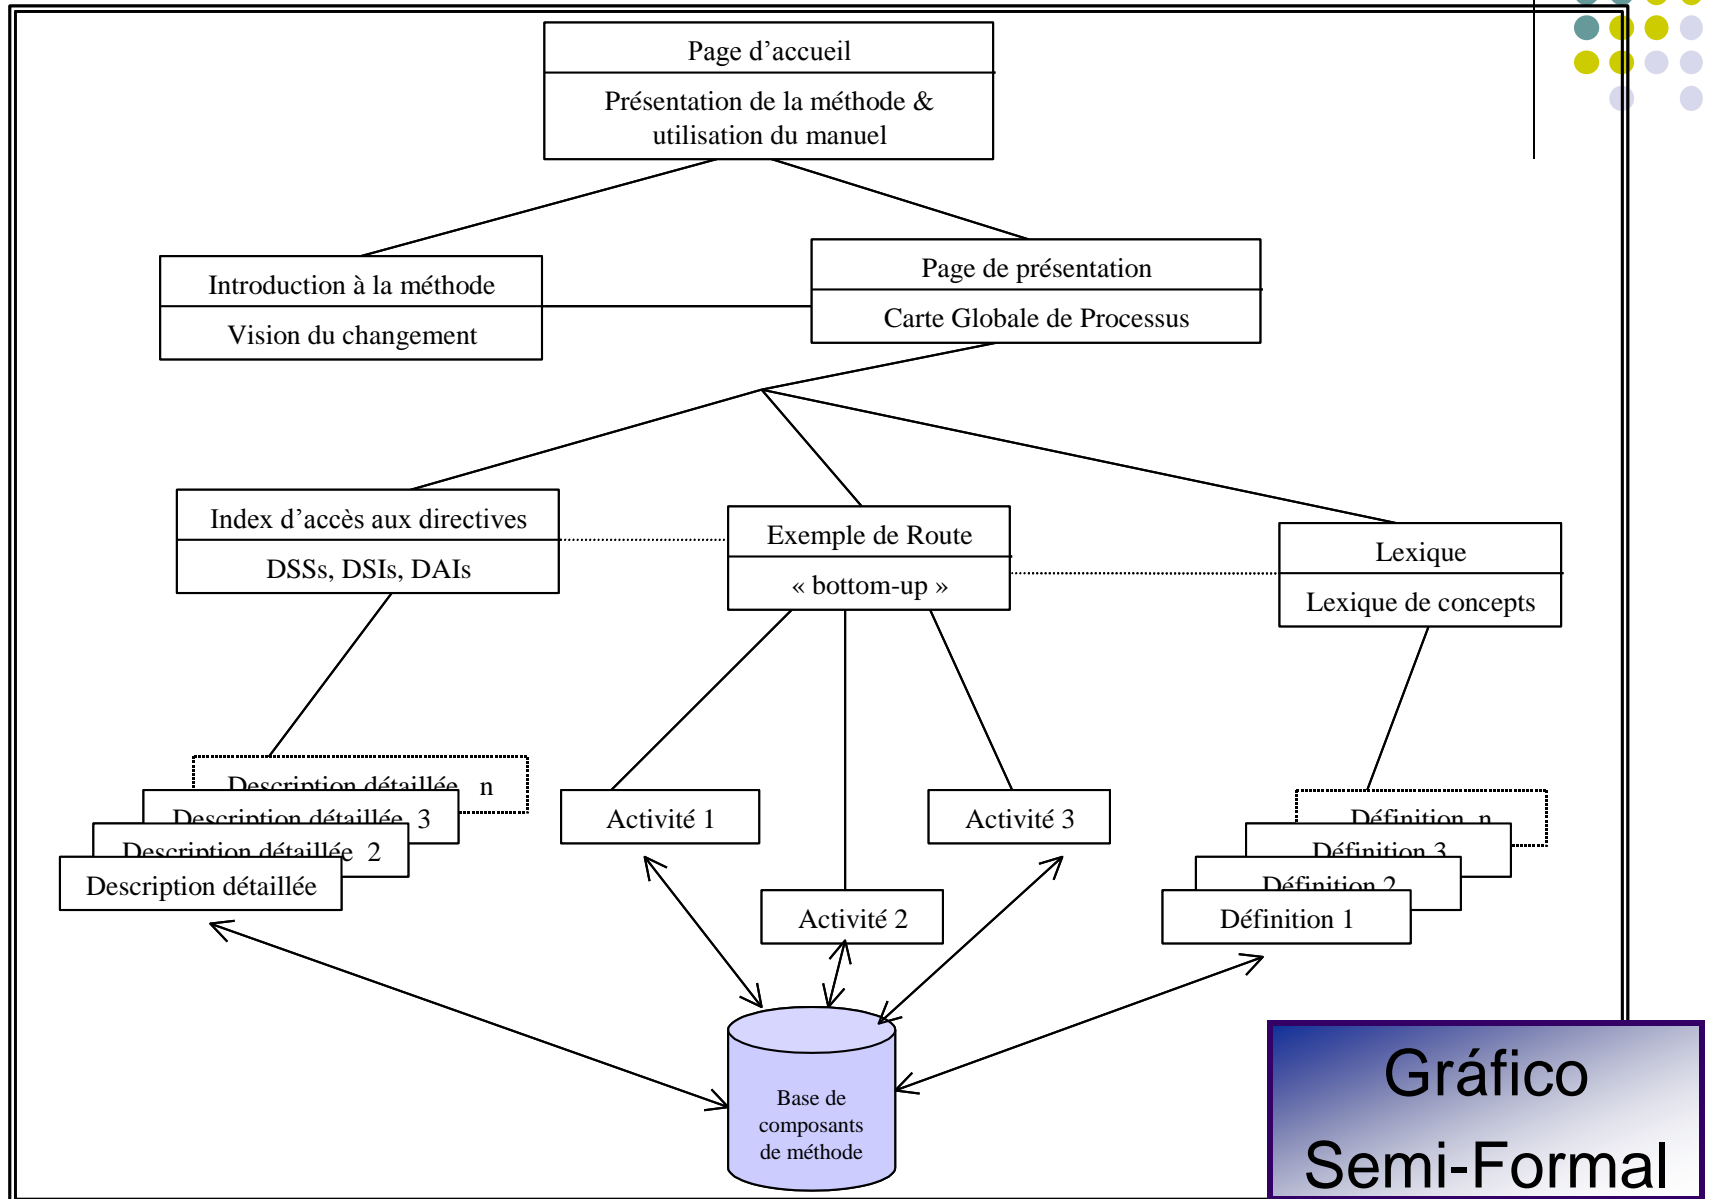 Page d’accueil
Présentation de la méthode &
utilisation du manuel
Introduction à la méthode
Vision du changement
Page de présentation
Carte Globale de Processus
Index d’accès aux directives
DSSs, DSIs, DAIs
Exemple de Route
« bottom-up »
Lexique
Lexique de concepts
Description détaillée n
Description détaillée 3
Description détaillée 2
Description détaillée
Activité 1
Activité 2
Activité 3
Définition n
Définition 3
Définition 2
Définition 1
Base de
composants
de méthode
Gráfico
Semi-Formal